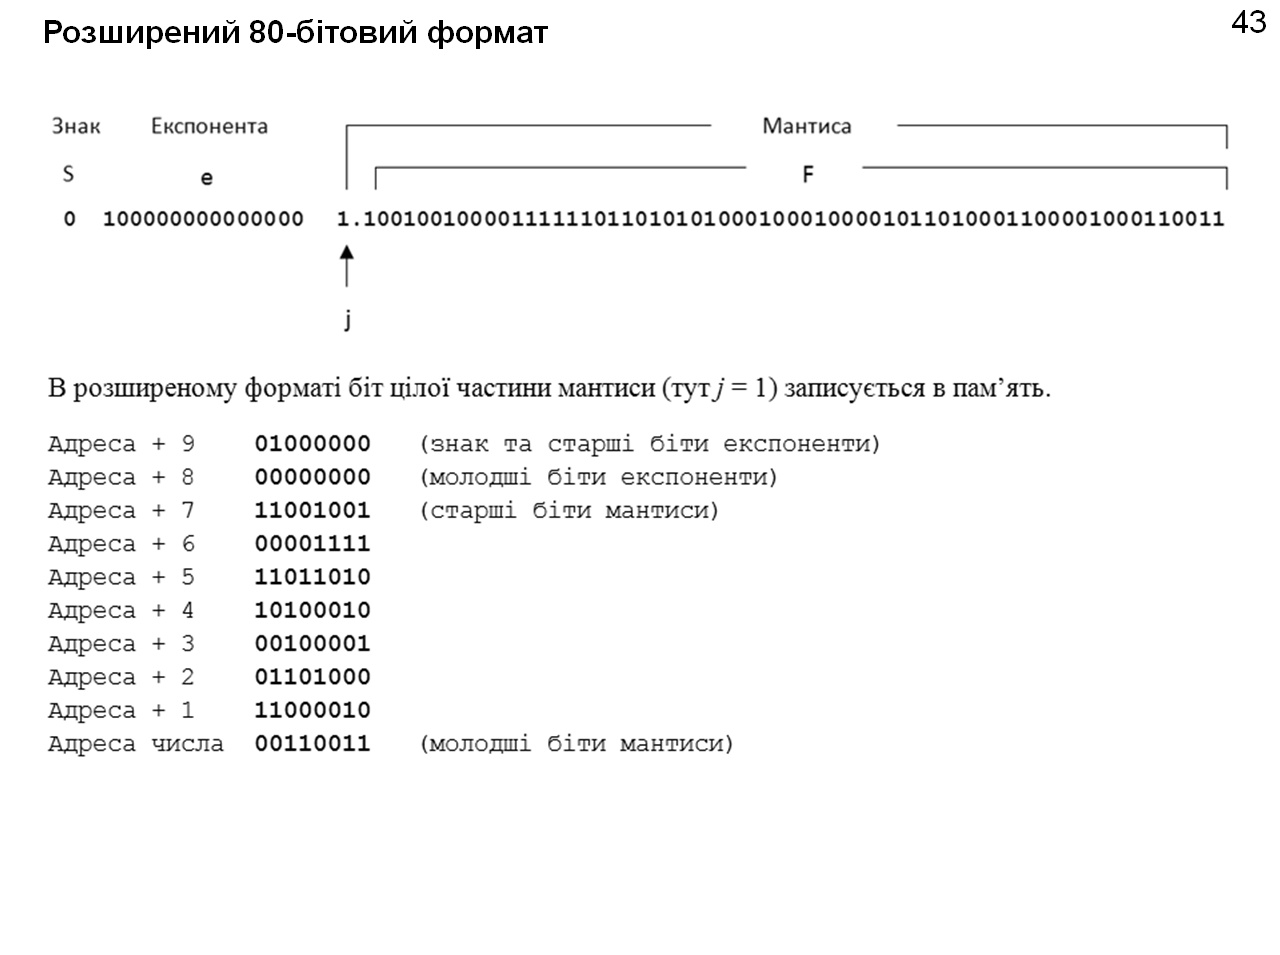 Розширений 80-бітовий формат
43
Знак Експонента Мантиса
S e F
0 100000000000000 1.100100100001111110110101010001000100001011010001100001000110011
j
В розширеному форматі біт цілої частини мантиси (тут j = 1) записується в пам’ять.
Адреса + 9 01000000 (знак та старші біти експоненти)
Адреса + 8 00000000 (молодші біти експоненти)
Адреса + 7 11001001 (старші біти мантиси)
Адреса + 6 00001111
Адреса + 5 11011010
Адреса + 4 10100010
Адреса + 3 00100001
Адреса + 2 01101000
Адреса + 1 11000010
Адреса числа 00110011 (молодші біти мантиси)